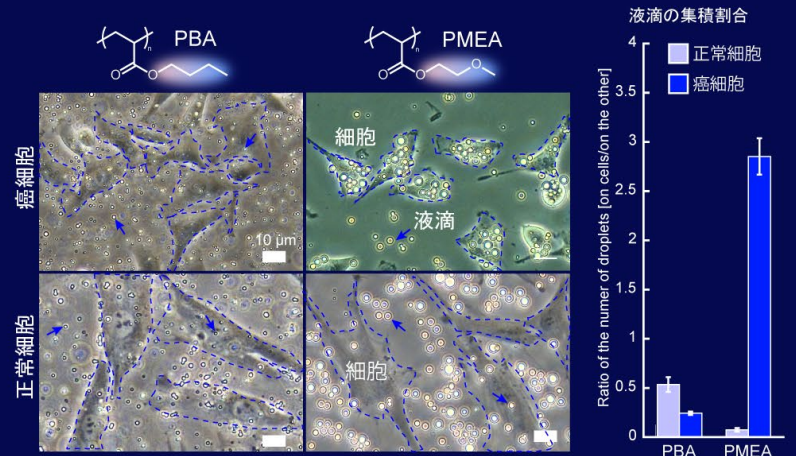 PBA
n
O
O
PMEA
n
O
O
O
癌細胞
10 μm
細胞
液滴
正常細胞
細胞
液滴の集積割合
正常細胞
癌細胞
Ratio of the numer of droplets [on cells/on the other]
4
3.5
3
2.5
2
1.5
1
0.5
0
PBA
PMEA